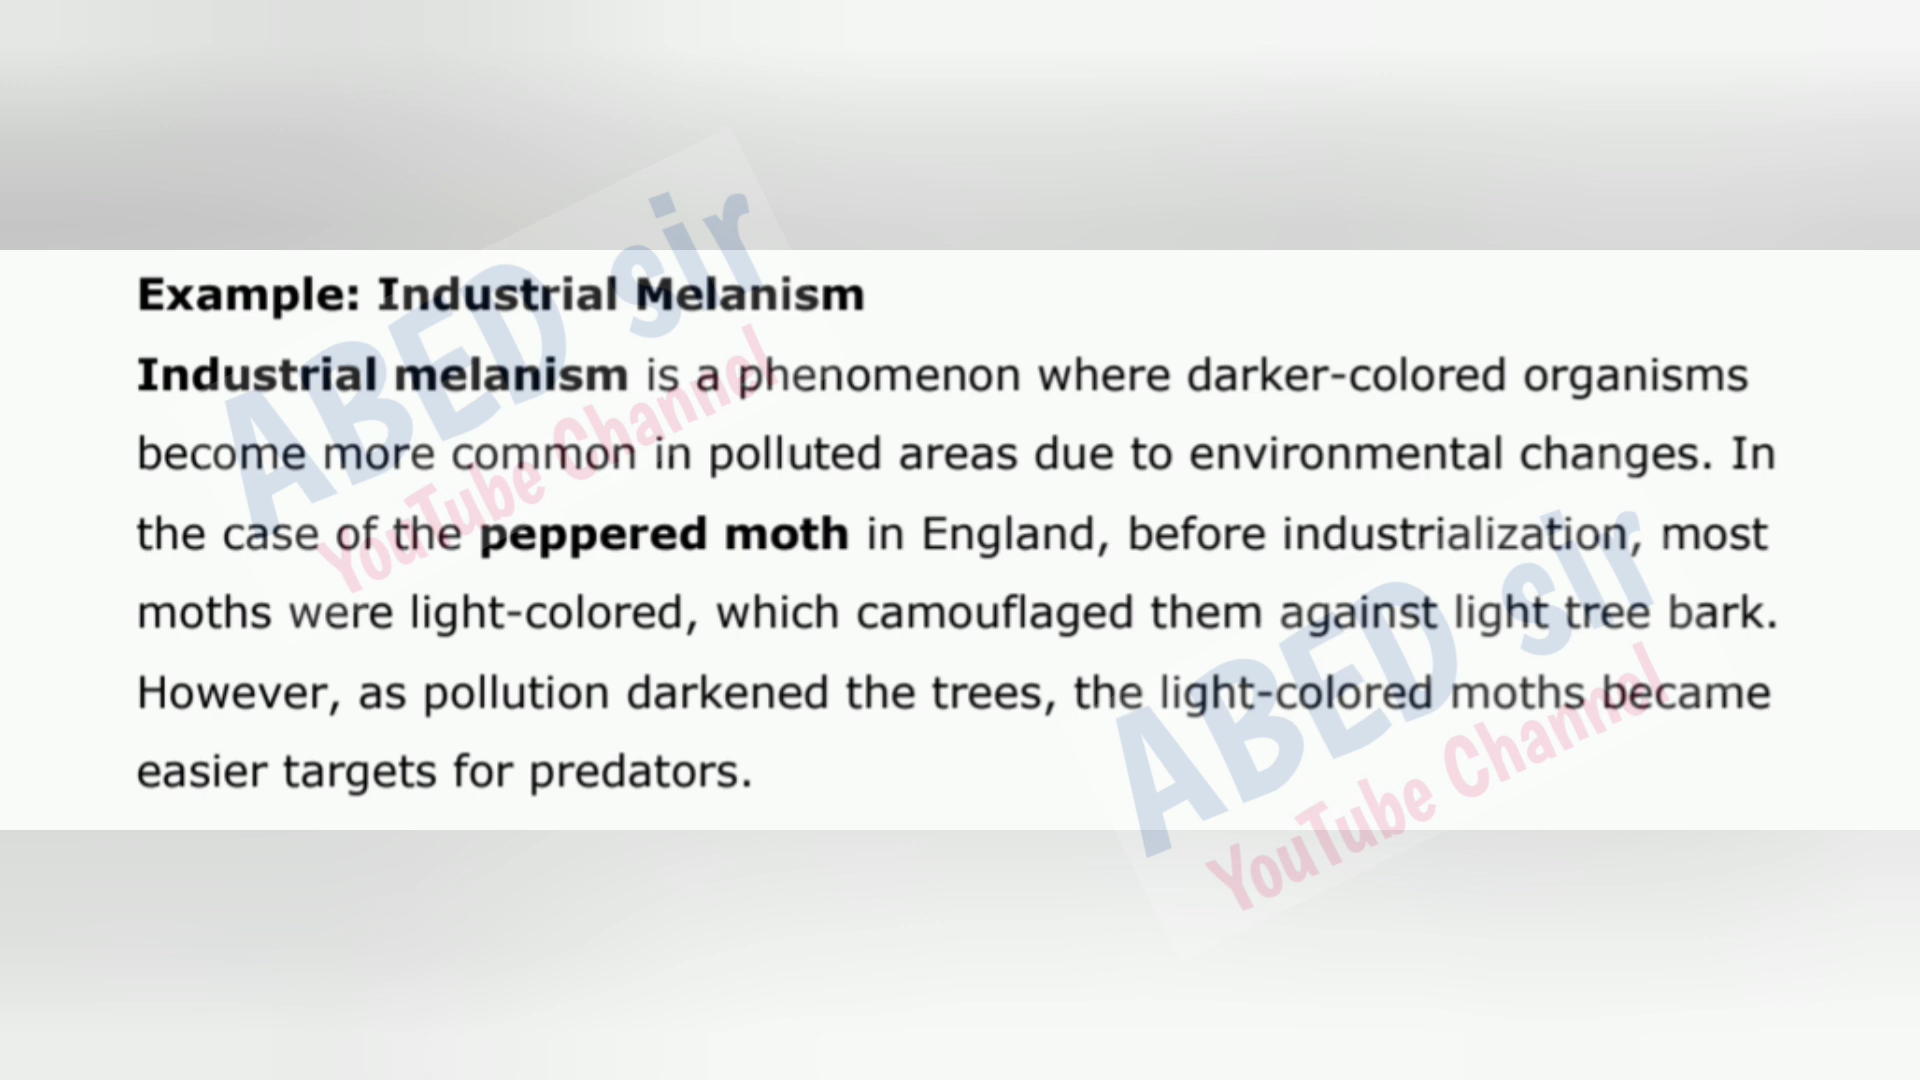 Example: Industrial Melanism
Industrial melanism is a phenomenon where darker-colored organisms
become more common in polluted areas due to environmental changes. In
the case of the peppered moth in England, before industrialization, most
moths were light-colored, which camouflaged them against light tree bark.
However, as pollution darkened the trees, the light-colored moths became
easier targets for predators.
ABED sir
YouTube Channel
ABED sir
YouTube Channel